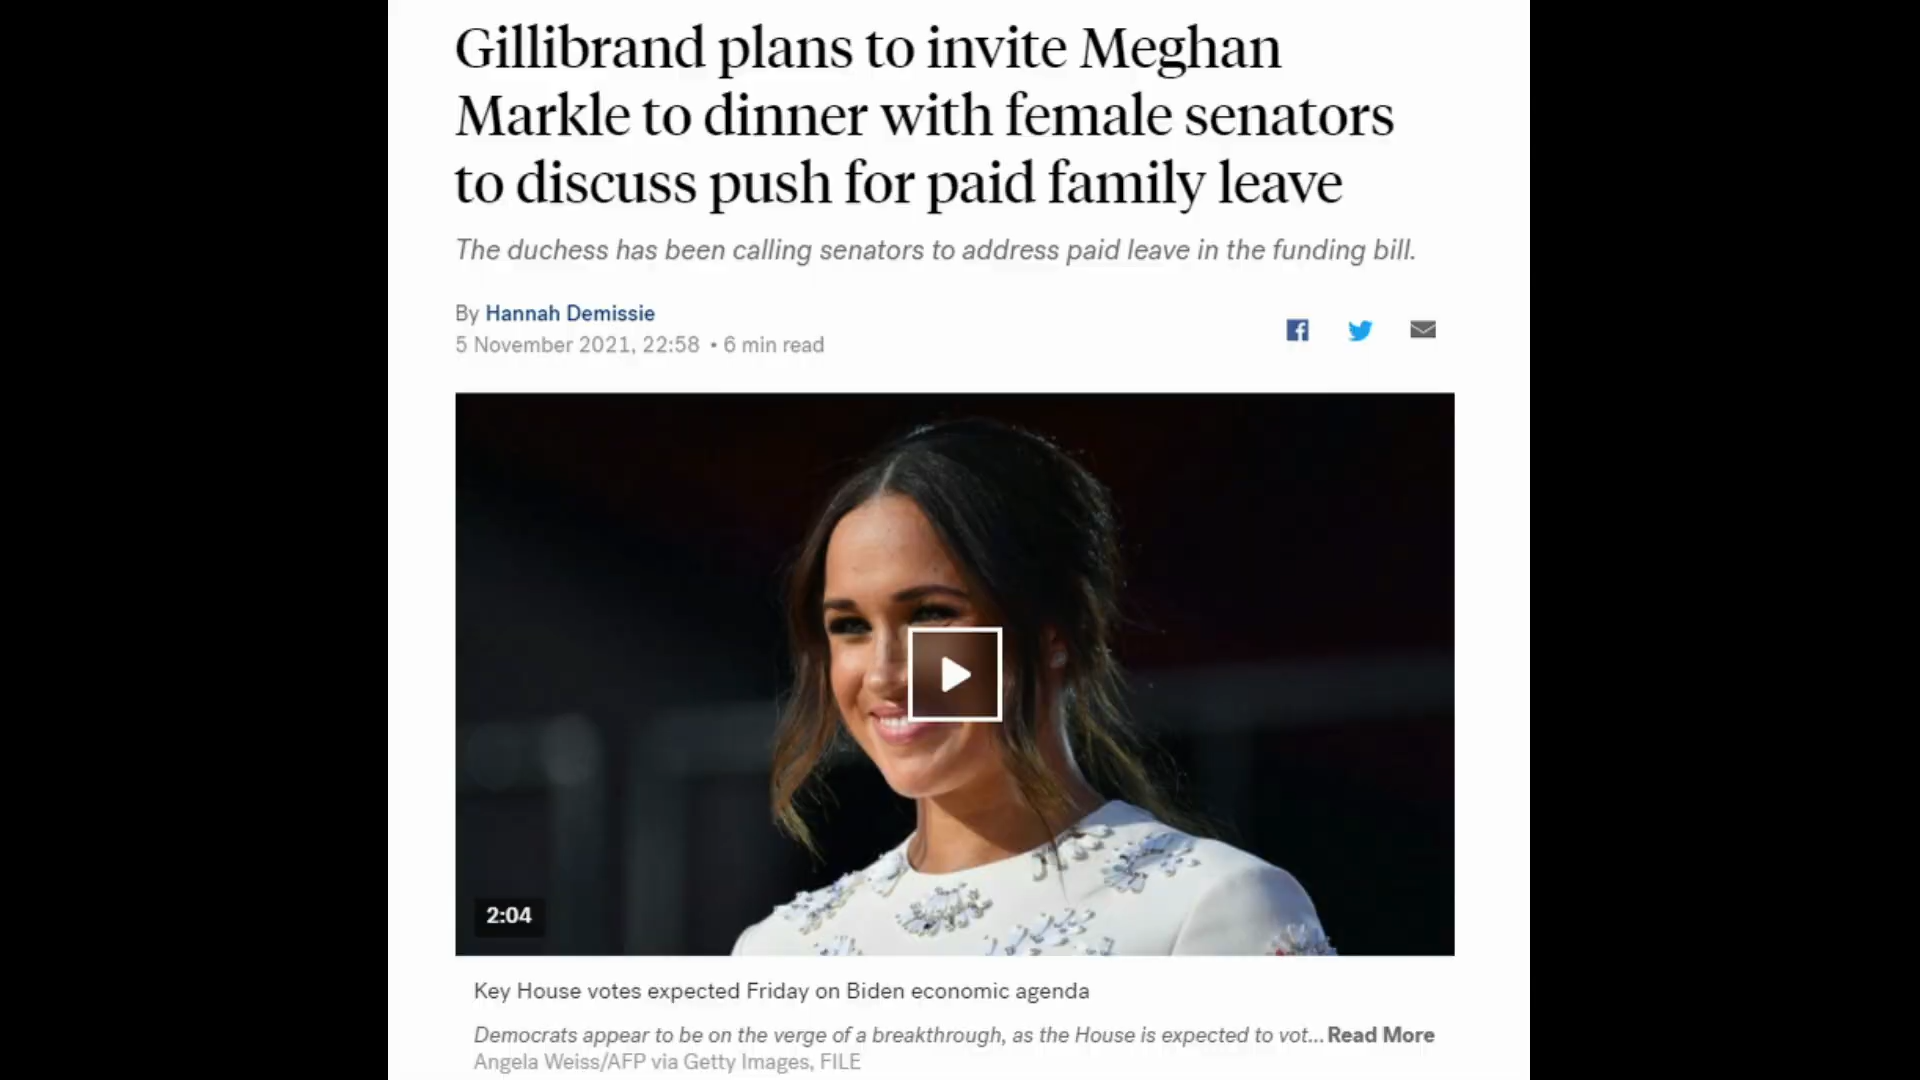 Gillibrand plans to invite Meghan
Markle to dinner with female senators
to discuss push for paid family leave
The duchess has been calling senators to address paid leave in the funding bill.
By Hannah Demissie
5 November 2021, 22:58 • 6 min read
2:04
Key House votes expected Friday on Biden economic agenda
Democrats appear to be on the verge of a breakthrough, as the House is expected to vot... Read More
Angela Weiss/AFP via Getty Images, FILE